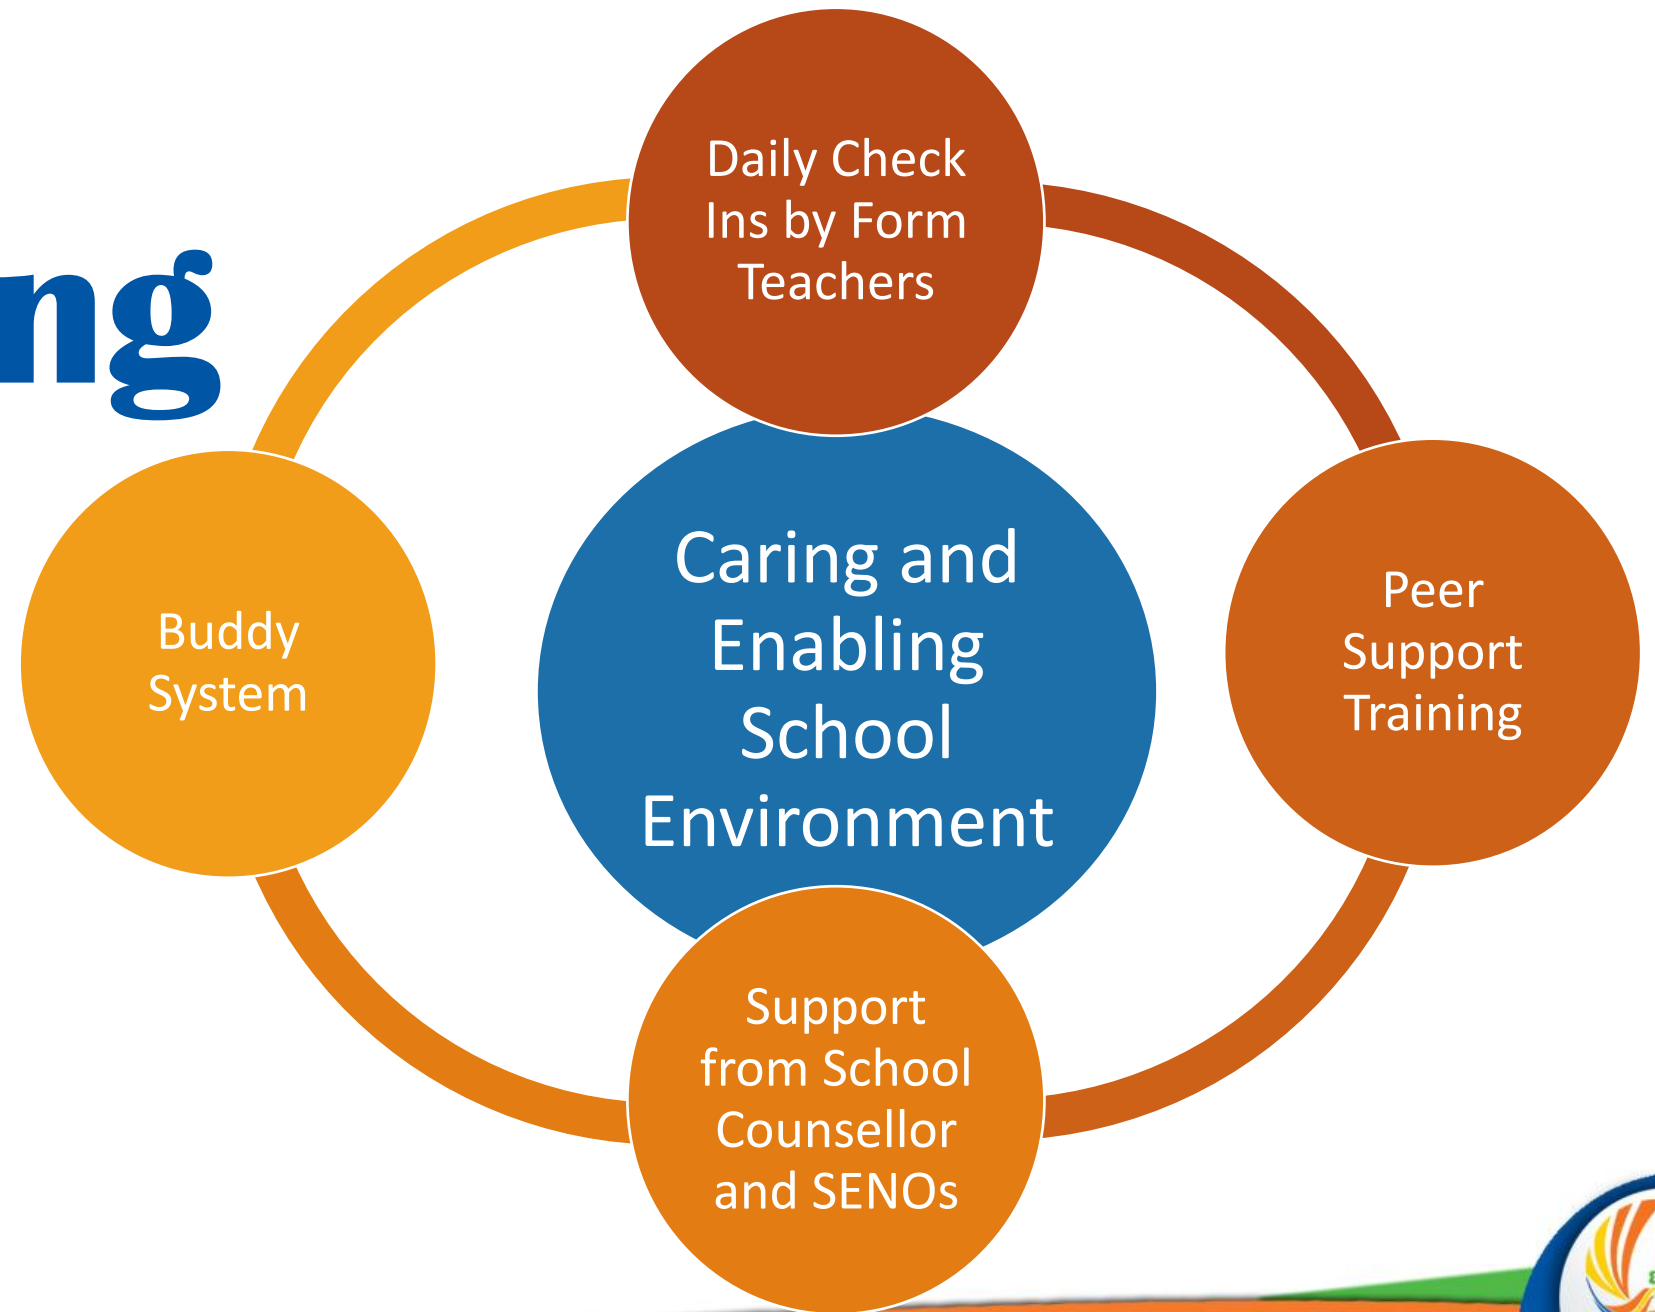 ng
Daily Check
Ins by Form
Teachers
Buddy
System
Caring and
Enabling
School
Environment
Peer
Support
Training
Support
from School
Counsellor
and SENOs